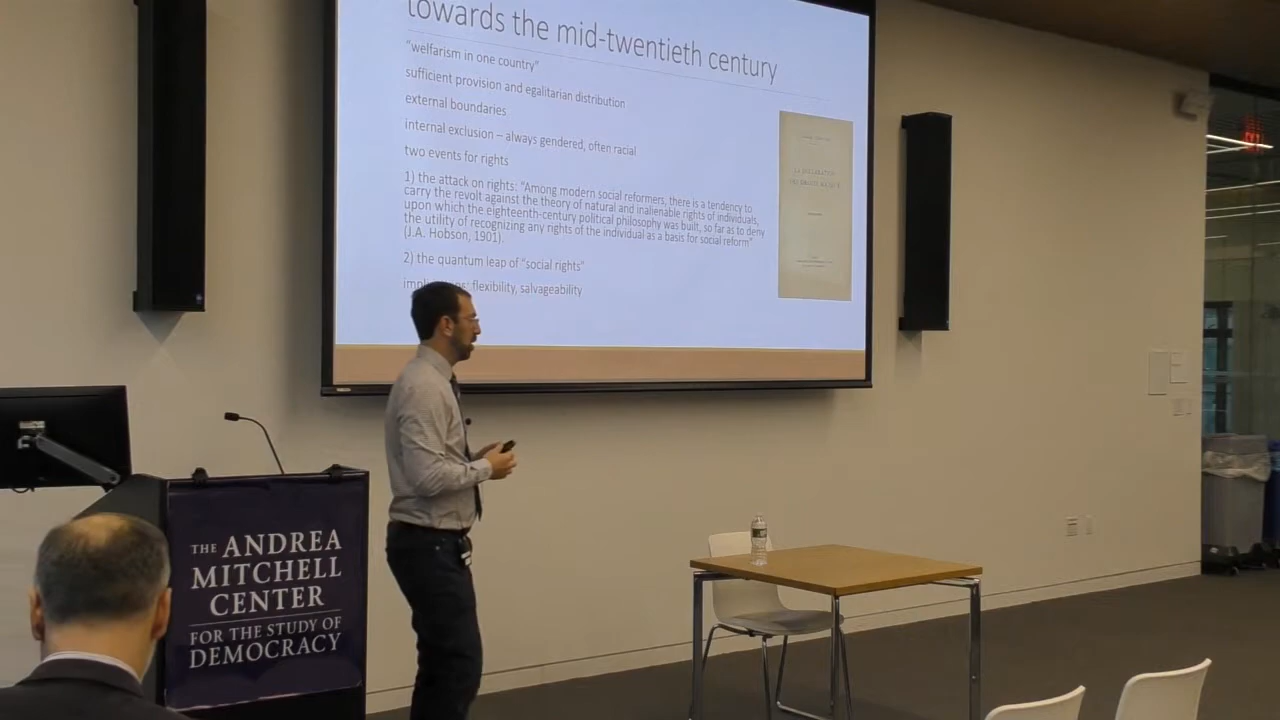 towards the mid-twentieth century
"welfarism in one country"
sufficient provision and egalitarian distribution
external boundaries
internal exclusion – always gendered, often racial
two events for rights
1) the attack on rights: "Among modern social reformers, there is a tendency to
carry the revolt against the theory of natural and inalienable rights of individuals,
upon which the eighteenth-century political philosophy was built, so far as to deny
the utility of recognizing any rights of the individual as a basis for social reform"
(J.A. Hobson, 1901).
2) the quantum leap of "social rights"
flexibility, salvageability
LA DÉCLARATION
THE ANDREA
MITCHELL
CENTER
FOR THE STUDY OF
DEMOCRACY